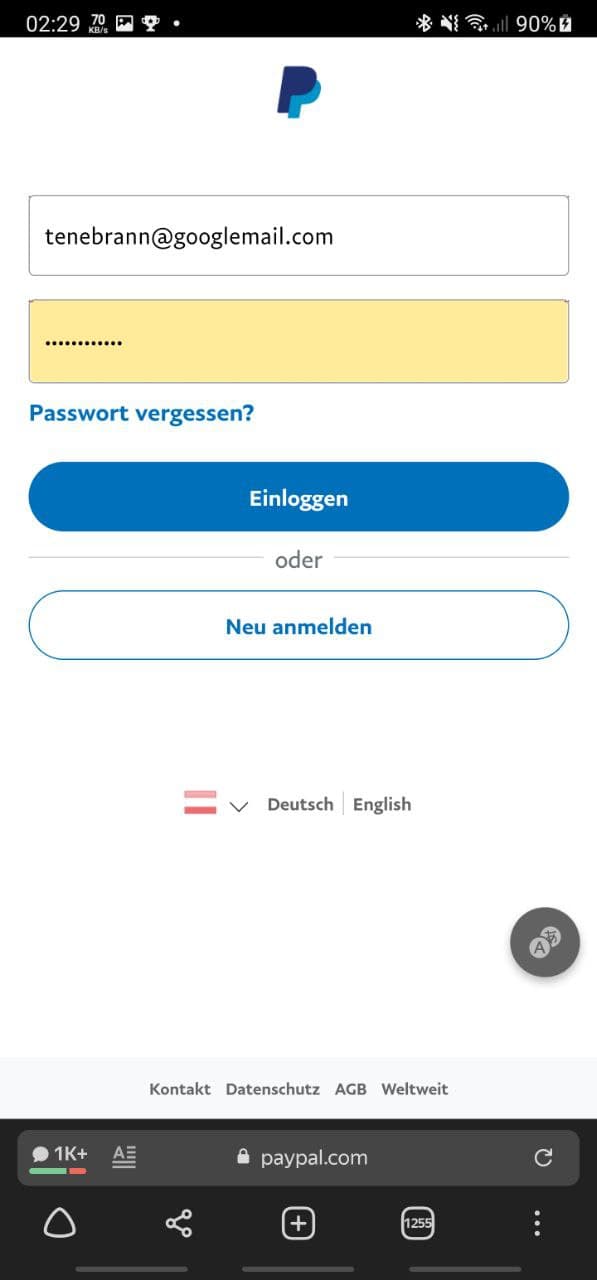 02:29 70 KB/s 90%
tenebrann@googlemail.com
............
Passwort vergessen?
Einloggen
oder
Neu anmelden
Deutsch English
A あ
Kontakt Datenschutz AGB Weltweit
1K+ A paypal.com
1255